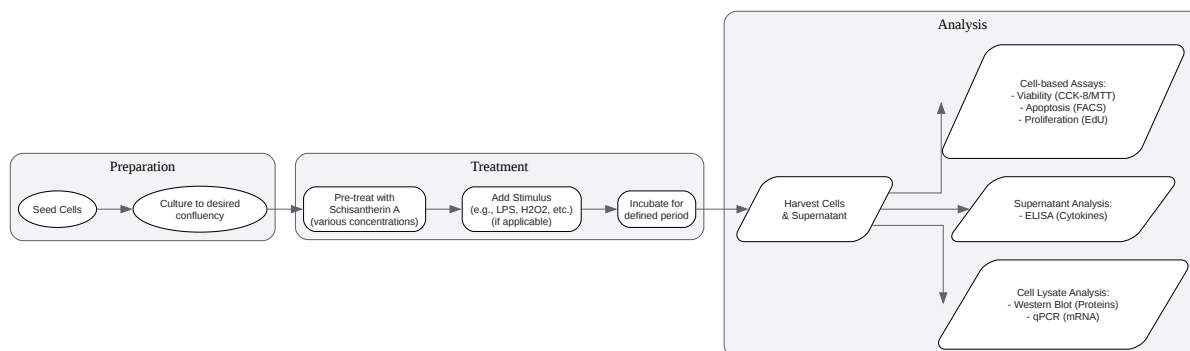 Preparation
Seed Cells
Culture to desired
confluency
Treatment
Pre-treat with
Schisantherin A
(various concentrations)
Add Stimulus
(e.g., LPS, H2O2, etc.)
(if applicable)
Incubate for
defined period
Analysis
Harvest Cells
& Supernatant
Cell-based Assays:
- Viability (CCK-8/MTT)
- Apoptosis (FACS)
- Proliferation (EdU)
Supernatant Analysis:
- ELISA (Cytokines)
Cell Lysate Analysis:
- Western Blot (Proteins)
- qPCR (mRNA)